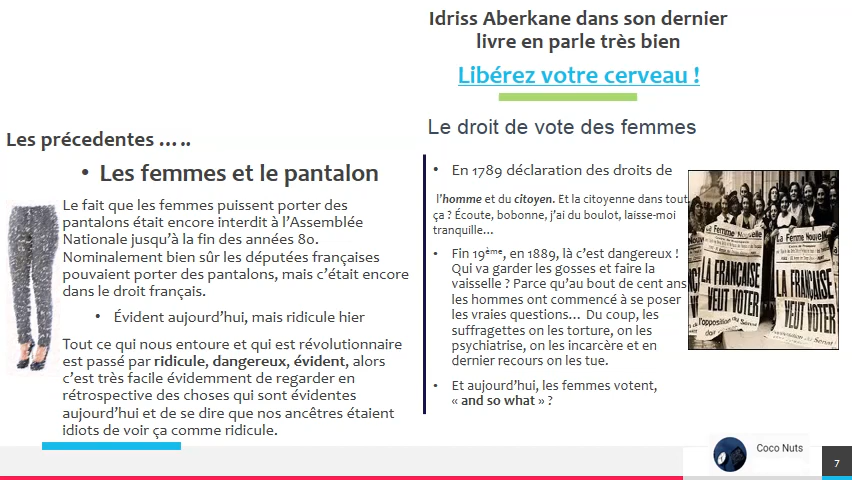 Idriss Aberkane dans son dernier
livre en parle très bien
Libérez votre cerveau !
Les précedentes …..
• Les femmes et le pantalon
Le fait que les femmes puissent porter des
pantalons était encore interdit à l’Assemblée
Nationale jusqu’à la fin des années 80.
Nominalement bien sûr les députées françaises
pouvaient porter des pantalons, mais c’était encore
dans le droit français.
• Évident aujourd’hui, mais ridicule hier
Tout ce qui nous entoure et qui est révolutionnaire
est passé par ridicule, dangereux, évident, alors
c’est très facile évidemment de regarder en
rétrospective des choses qui sont évidentes
aujourd’hui et de se dire que nos ancêtres étaient
idiots de voir ça comme ridicule.
Le droit de vote des femmes
• En 1789 déclaration des droits de
l’homme et du citoyen. Et la citoyenne dans tout
ça ? Écoute, bobonne, j’ai du boulot, laisse-moi
tranquille…
• Fin 19ème, en 1889, là c’est dangereux !
Qui va garder les gosses et faire la
vaisselle ? Parce qu’au bout de cent ans
les hommes ont commencé à se poser
les vraies questions… Du coup, les
suffragettes on les torture, on les
psychiatrise, on les incarcère et en
dernier recours on les tue.
• Et aujourd’hui, les femmes votent,
« and so what » ?
La Femme Nouvelle
LA FRANÇAISE
VEUT VOTER
l'opposition du Sénat
La Femme Nouvelle
LA FRANÇAISE
VEUT VOTER
Coco Nuts
7